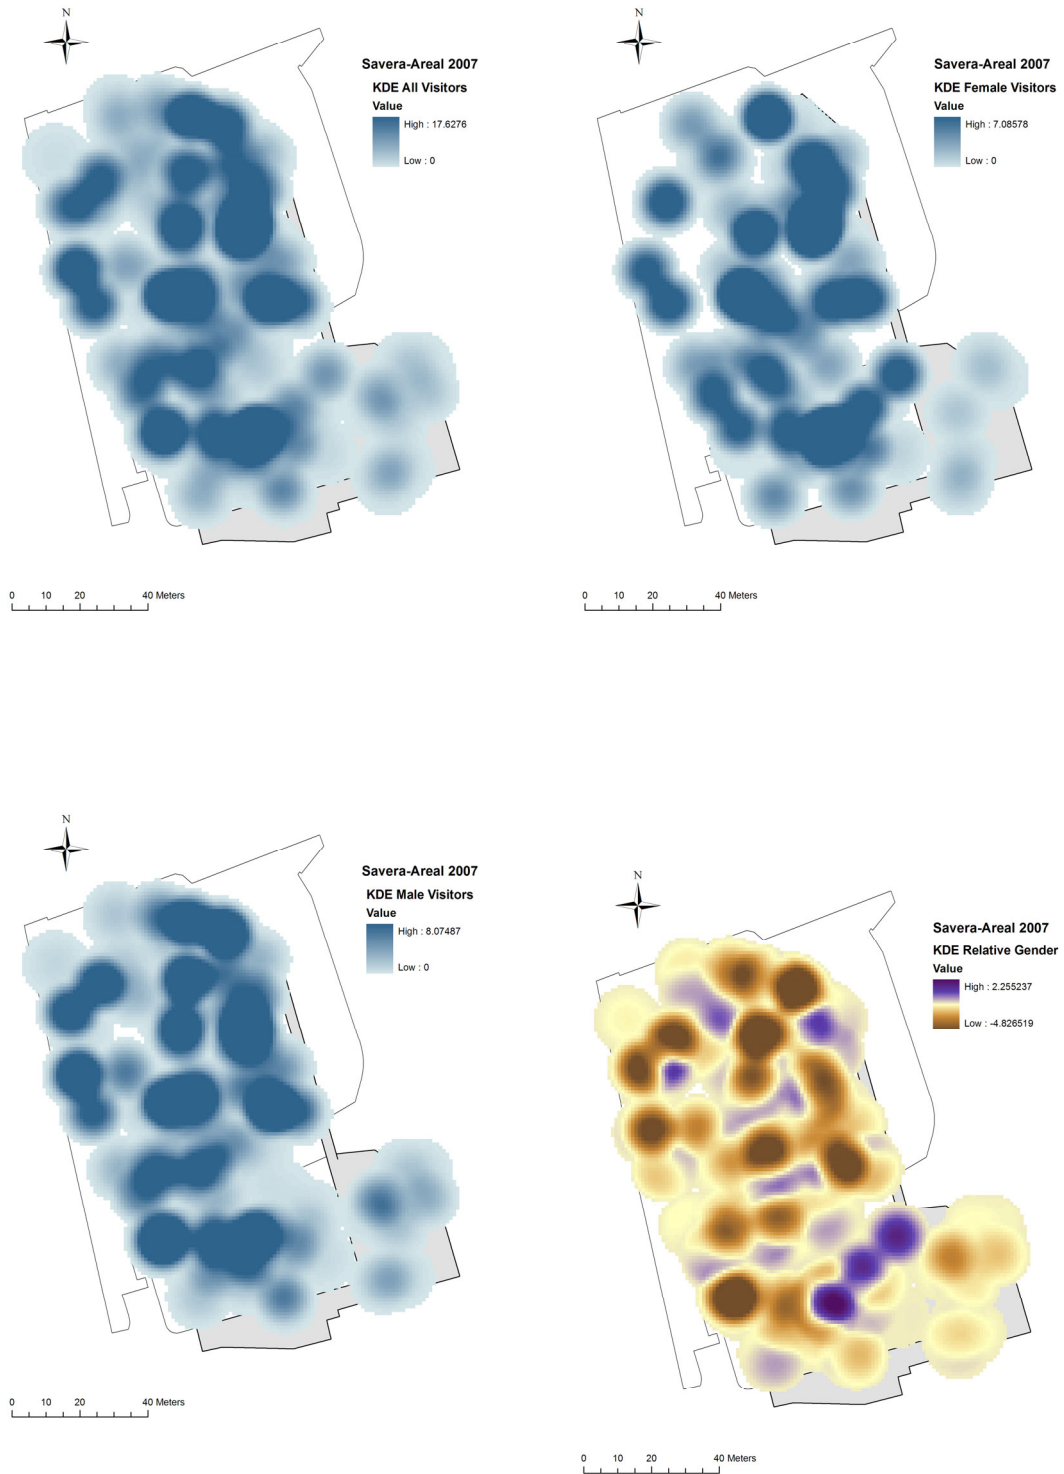 N
Savera-Areal 2007
KDE All Visitors
Value
High : 17.6276
Low : 0
0 10 20 40 Meters
N
Savera-Areal 2007
KDE Female Visitors
Value
High : 7.08578
Low : 0
0 10 20 40 Meters
N
Savera-Areal 2007
KDE Male Visitors
Value
High : 8.07487
Low : 0
0 10 20 40 Meters
N
Savera-Areal 2007
KDE Relative Gender
Value
High : 2.255237
Low : -4.826519
0 10 20 40 Meters